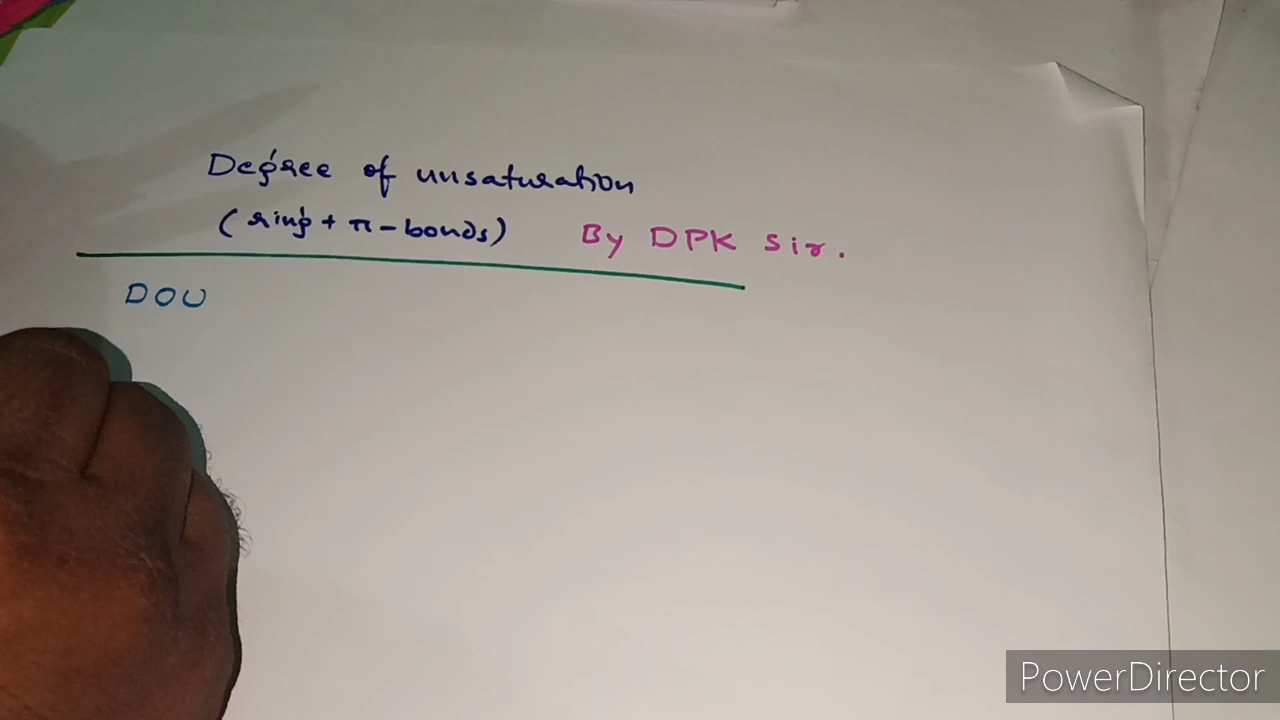 Degree of unsaturation
(ring + π-bonds) By DPK Sir.
DOU
PowerDirector